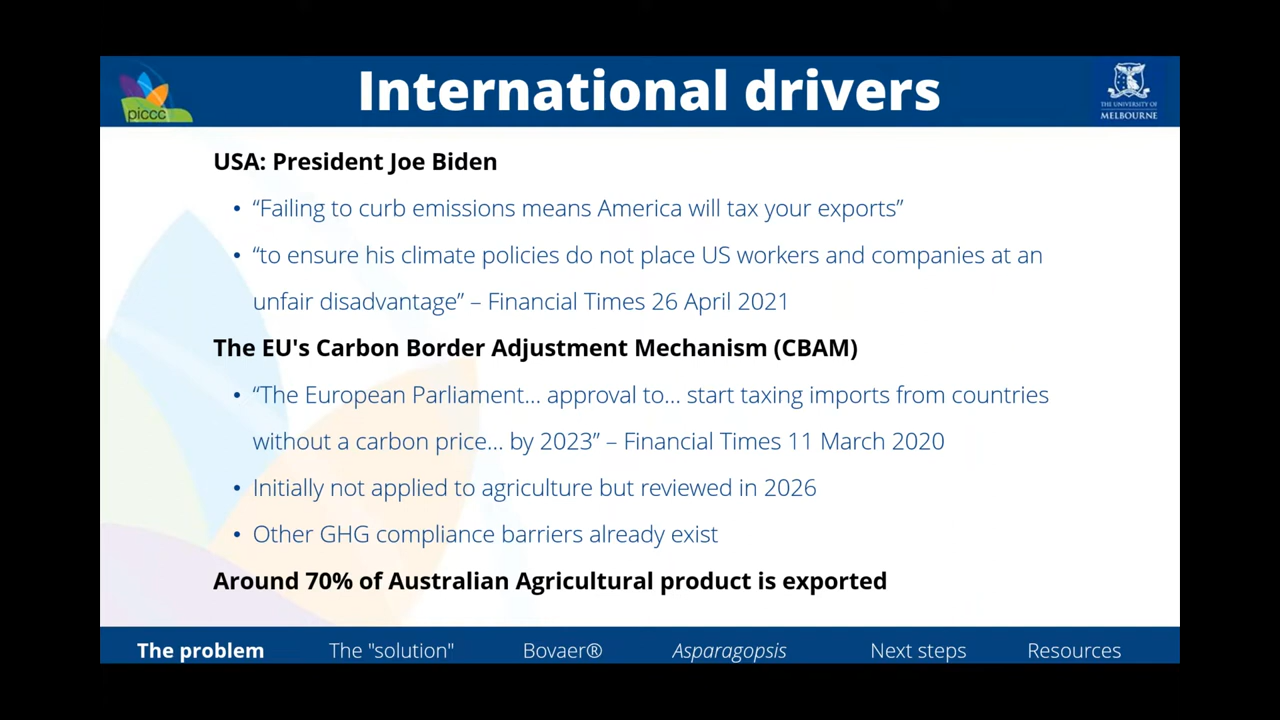 piccc
International drivers
THE UNIVERSITY OF
MELBOURNE
USA: President Joe Biden
• “Failing to curb emissions means America will tax your exports”
• “to ensure his climate policies do not place US workers and companies at an
unfair disadvantage” – Financial Times 26 April 2021
The EU's Carbon Border Adjustment Mechanism (CBAM)
• “The European Parliament... approval to... start taxing imports from countries
without a carbon price... by 2023” – Financial Times 11 March 2020
• Initially not applied to agriculture but reviewed in 2026
• Other GHG compliance barriers already exist
Around 70% of Australian Agricultural product is exported
The problem The "solution" Bovaer® Asparagopsis Next steps Resources